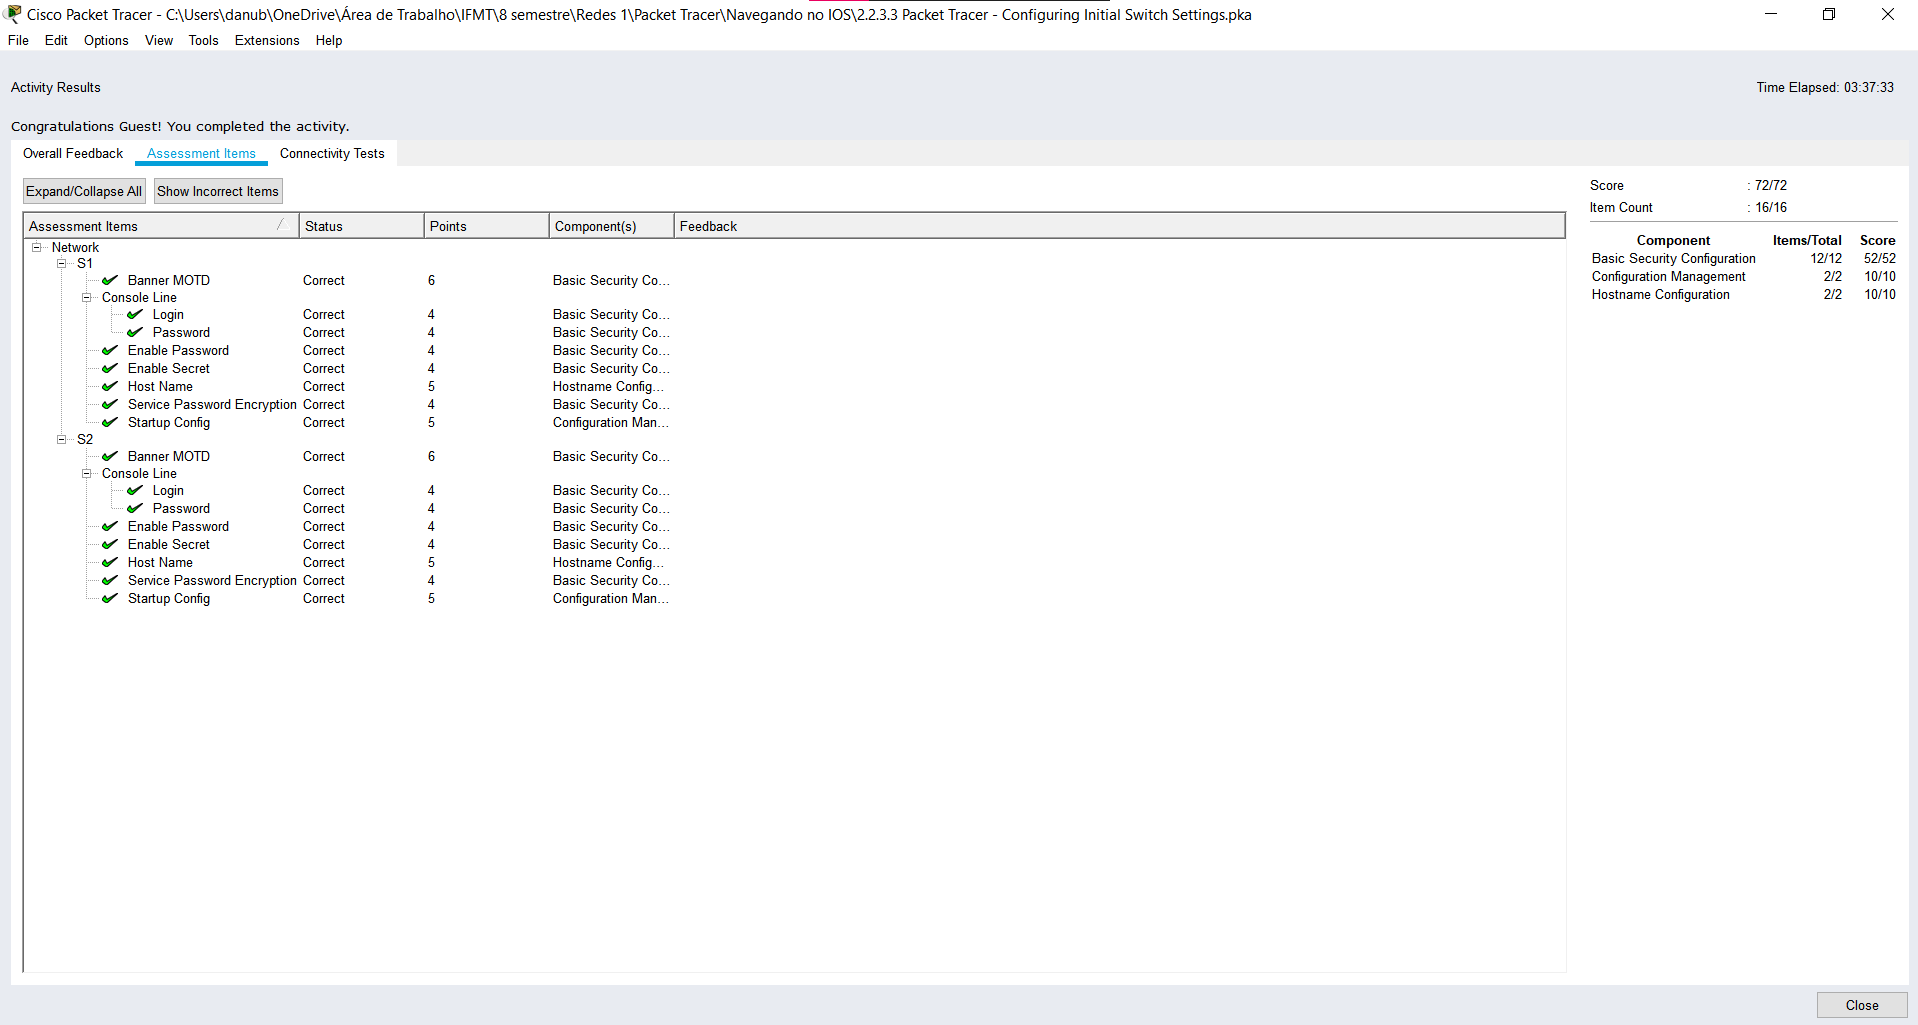 Cisco Packet Tracer - C:\Users\danub\OneDrive\Área de Trabalho\IFMT\8 semestre\Redes 1\Packet Tracer\Navegando no IOS\2.2.3.3 Packet Tracer - Configuring Initial Switch Settings.pka
File Edit Options View Tools Extensions Help
Activity Results
Time Elapsed: 03:37:33
Congratulations Guest! You completed the activity.
Overall Feedback Assessment Items Connectivity Tests
Expand/Collapse All Show Incorrect Items
Assessment Items Status Points Component(s) Feedback
Network
S1
Banner MOTD Correct 6 Basic Security Co...
Console Line
Login Correct 4 Basic Security Co...
Password Correct 4 Basic Security Co...
Enable Password Correct 4 Basic Security Co...
Enable Secret Correct 4 Basic Security Co...
Host Name Correct 5 Hostname Config...
Service Password Encryption Correct 4 Basic Security Co...
Startup Config Correct 5 Configuration Man...
S2
Banner MOTD Correct 6 Basic Security Co...
Console Line
Login Correct 4 Basic Security Co...
Password Correct 4 Basic Security Co...
Enable Password Correct 4 Basic Security Co...
Enable Secret Correct 4 Basic Security Co...
Host Name Correct 5 Hostname Config...
Service Password Encryption Correct 4 Basic Security Co...
Startup Config Correct 5 Configuration Man...
Score : 72/72
Item Count : 16/16
Component Items/Total Score
Basic Security Configuration 12/12 52/52
Configuration Management 2/2 10/10
Hostname Configuration 2/2 10/10
Close